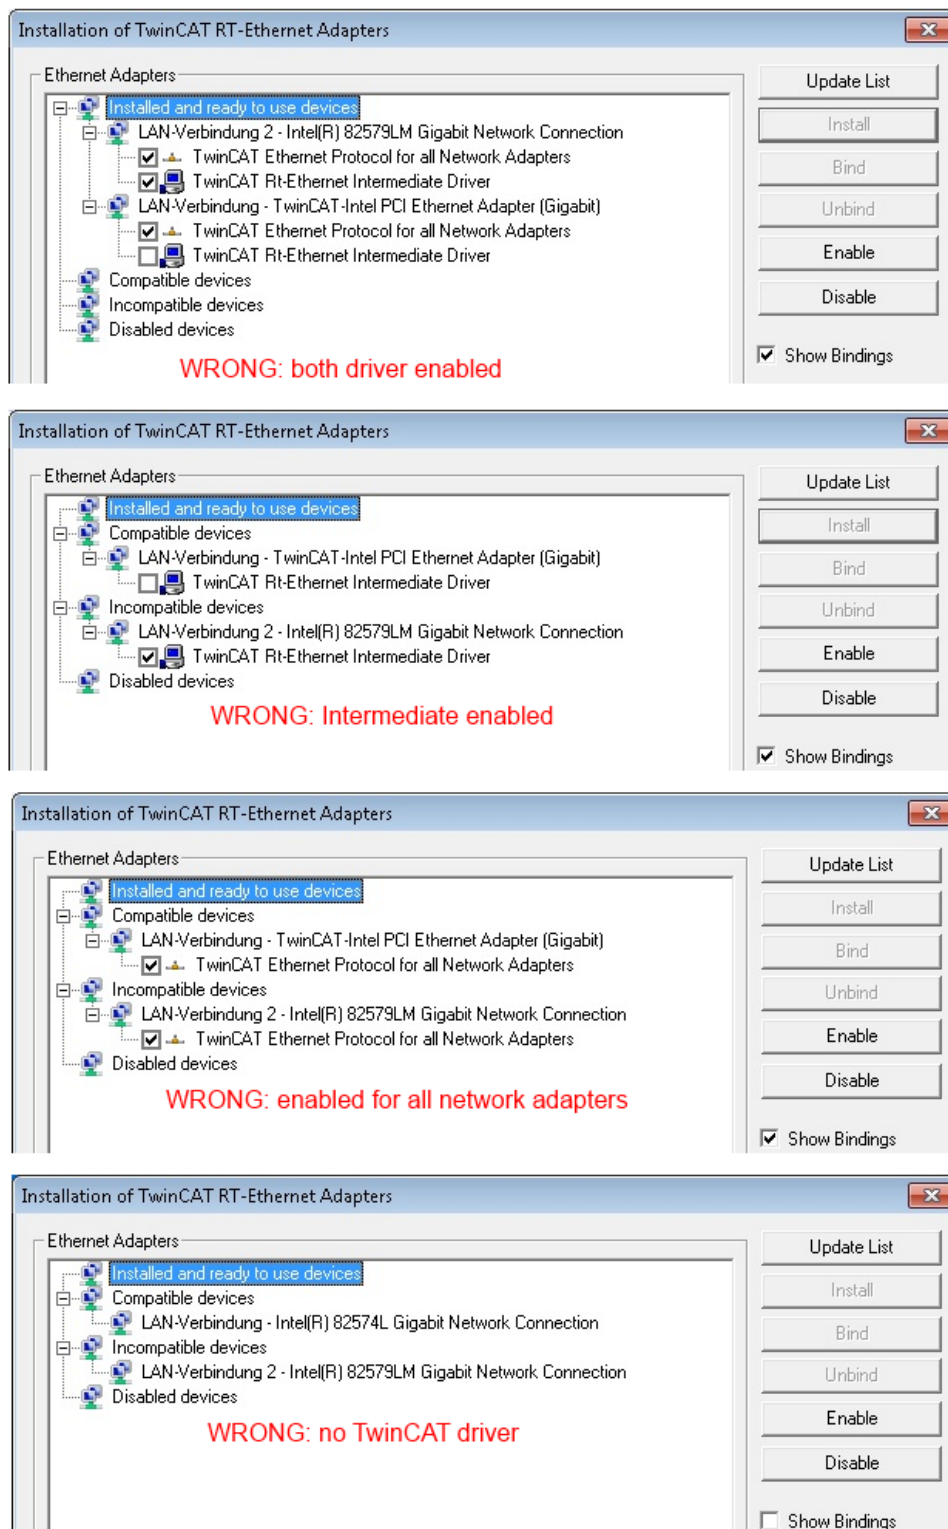 Installation of TwinCAT RT-Ethernet Adapters
Ethernet Adapters
Update List
Installed and ready to use devices
LAN-Verbindung 2 - Intel(R) 82579LM Gigabit Network Connection
Install
TwinCAT Ethernet Protocol for all Network Adapters
Bind
TwinCAT Rt-Ethernet Intermediate Driver
LAN-Verbindung - TwinCAT-Intel PCI Ethernet Adapter (Gigabit)
Unbind
TwinCAT Ethernet Protocol for all Network Adapters
TwinCAT Rt-Ethernet Intermediate Driver
Enable
Compatible devices
Incompatible devices
Disable
Disabled devices
WRONG: both driver enabled
Show Bindings
Installation of TwinCAT RT-Ethernet Adapters
Ethernet Adapters
Update List
Installed and ready to use devices
Compatible devices
Install
LAN-Verbindung - TwinCAT-Intel PCI Ethernet Adapter (Gigabit)
Bind
TwinCAT Rt-Ethernet Intermediate Driver
Incompatible devices
Unbind
LAN-Verbindung 2 - Intel(R) 82579LM Gigabit Network Connection
TwinCAT Rt-Ethernet Intermediate Driver
Enable
Disabled devices
Disable
WRONG: Intermediate enabled
Show Bindings
Installation of TwinCAT RT-Ethernet Adapters
Ethernet Adapters
Update List
Installed and ready to use devices
Compatible devices
Install
LAN-Verbindung - TwinCAT-Intel PCI Ethernet Adapter (Gigabit)
Bind
TwinCAT Ethernet Protocol for all Network Adapters
Incompatible devices
Unbind
LAN-Verbindung 2 - Intel(R) 82579LM Gigabit Network Connection
TwinCAT Ethernet Protocol for all Network Adapters
Enable
Disabled devices
Disable
WRONG: enabled for all network adapters
Show Bindings
Installation of TwinCAT RT-Ethernet Adapters
Ethernet Adapters
Update List
Installed and ready to use devices
Compatible devices
Install
LAN-Verbindung - Intel(R) 82574L Gigabit Network Connection
Bind
Incompatible devices
LAN-Verbindung 2 - Intel(R) 82579LM Gigabit Network Connection
Unbind
Disabled devices
Enable
WRONG: no TwinCAT driver
Disable
Show Bindings